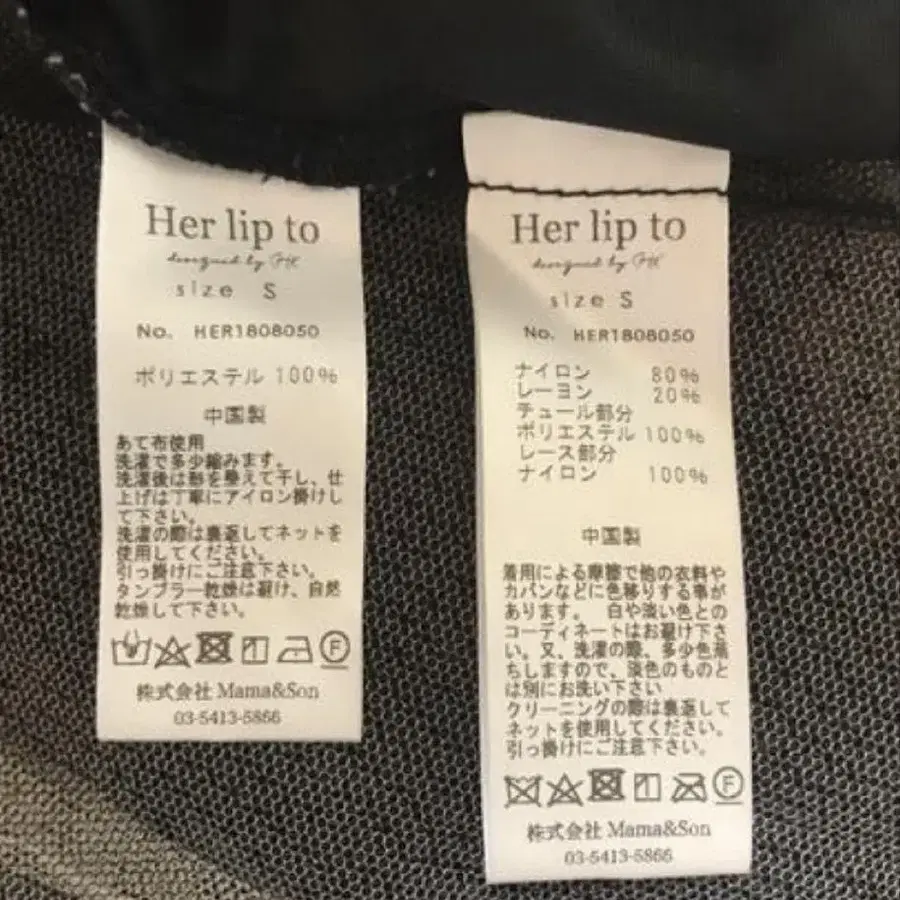 Her lip to
designed by MK
size S
No. HER1808050
ポリエステル 100%
中国製
あて布使用
洗濯で多少縮みます。
洗濯後は形を整えて干し、仕
上げは丁寧にアイロン掛けし
て下さい。
洗濯の際は裏返してネットを
使用してください。
引っ掛けにご注意下さい。
タンブラー乾燥は避け、自然
乾燥して下さい。
F
株式会社 Mama&Son
03-5413-5866
Her lip to
designed by MK
size S
No. HER1808050
ナイロン 80%
レーヨン 20%
チュール部分
ポリエステル 100%
レース部分
ナイロン 100%
中国製
着用による摩擦で他の衣料や
カバンなどに色移りする事が
あります。 白や淡い色との
コーディネートはお避け下さ
い。又、洗濯の際、多少色落
ちしますので、淡色のものと
は別にお洗い下さい
クリーニングの際は裏返して
ネットを使用してください。
引っ掛けにご注意下さい。
F
株式会社 Mama&Son
03-5413-5866